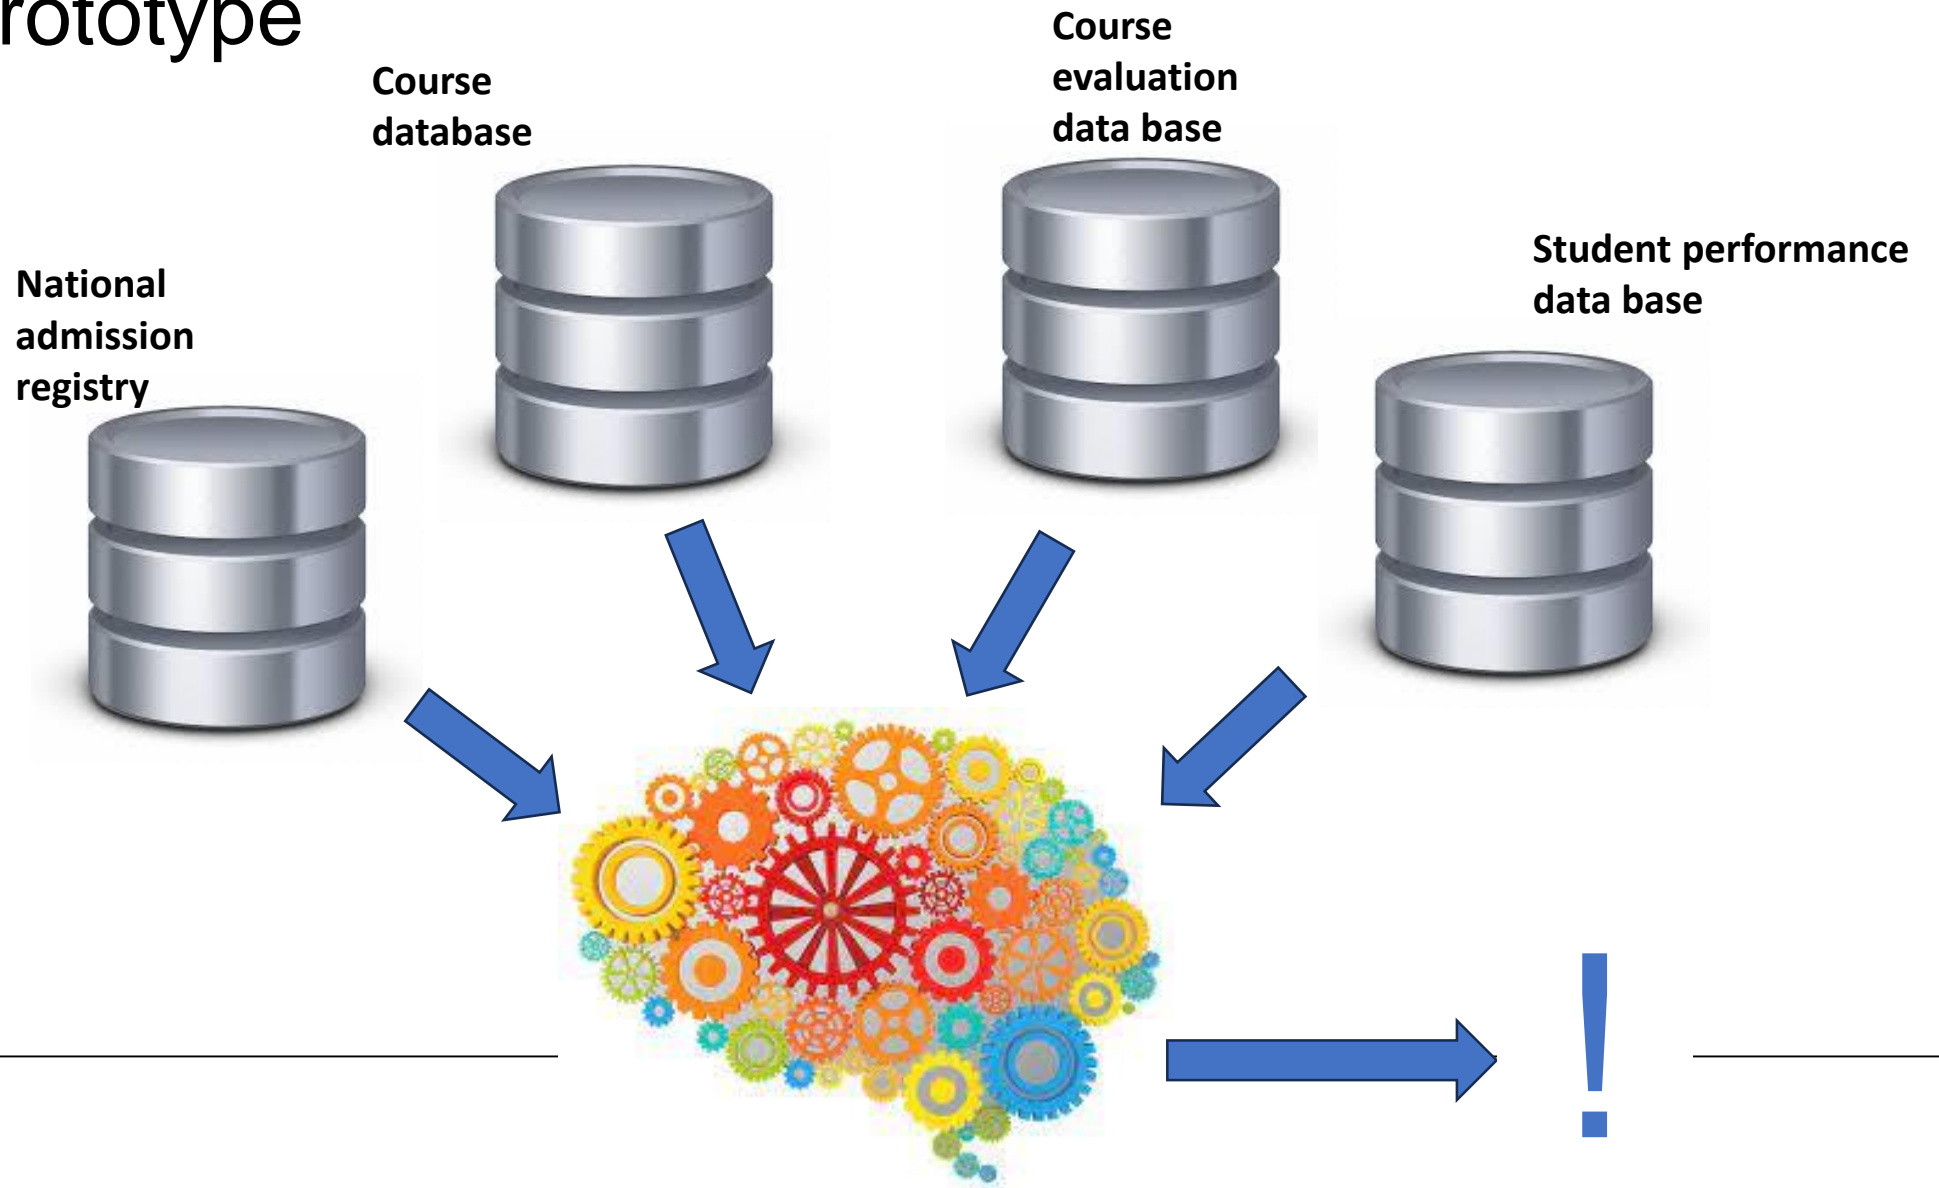 rototype
Course
database
Course
evaluation
data base
National
admission
registry
Student performance
data base
!